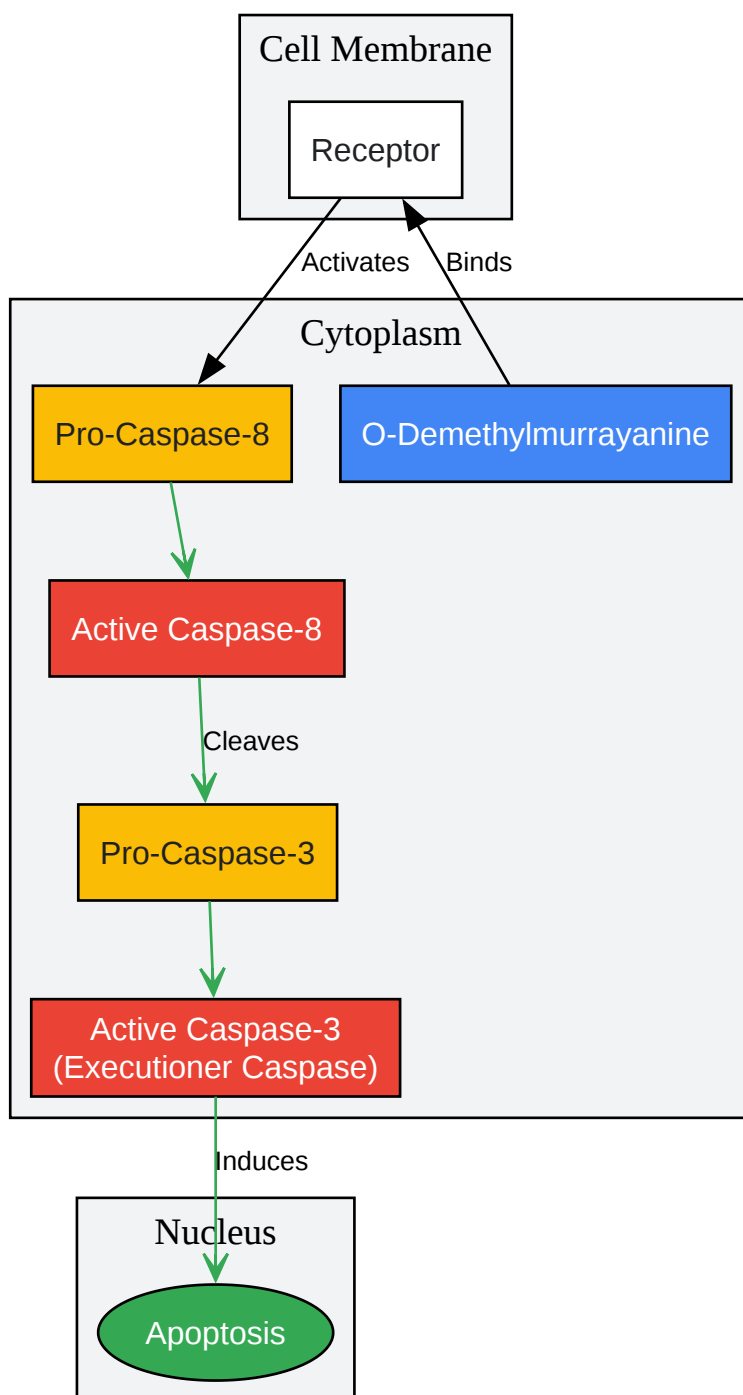 Cell Membrane
Receptor
Activates
Binds
Cytoplasm
Pro-Caspase-8
O-Demethylmurrayanine
Active Caspase-8
Cleaves
Pro-Caspase-3
Active Caspase-3
(Executioner Caspase)
Induces
Nucleus
Apoptosis